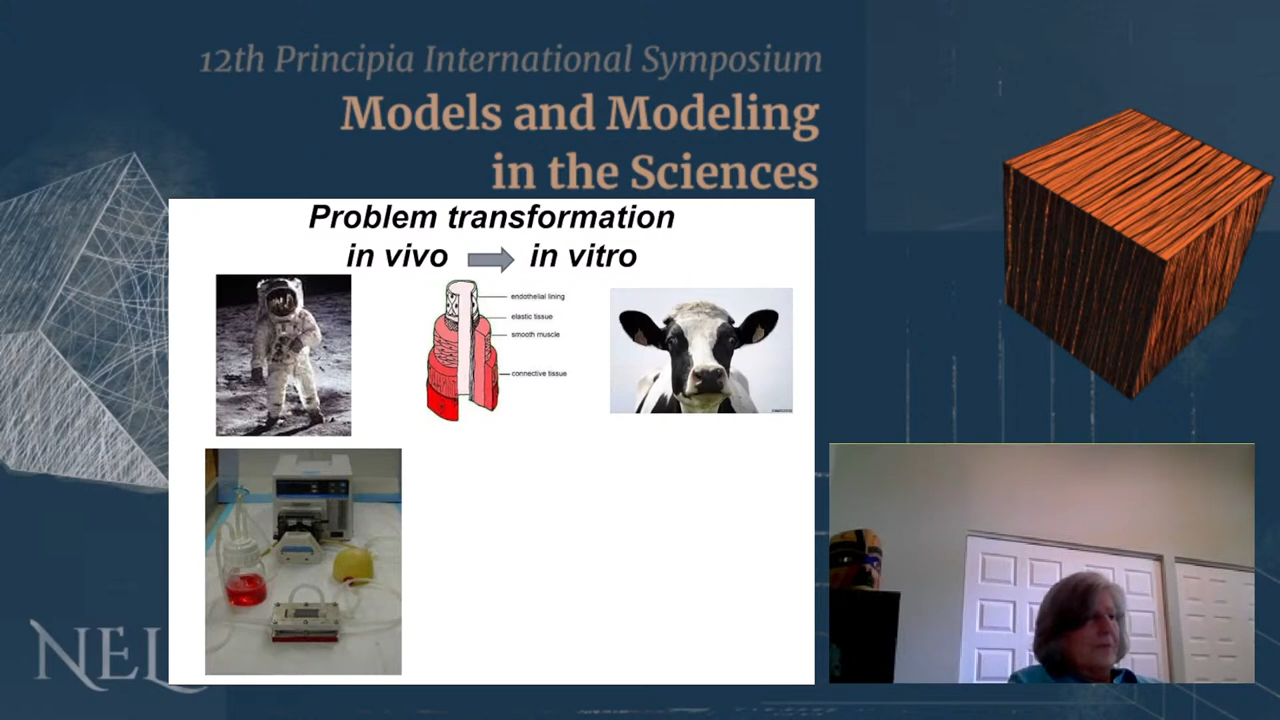 12th Principia International Symposium
Models and Modeling
in the Sciences
Problem transformation
in vivo in vitro
endothelial lining
elastic tissue
smooth muscle
connective tissue
NEL